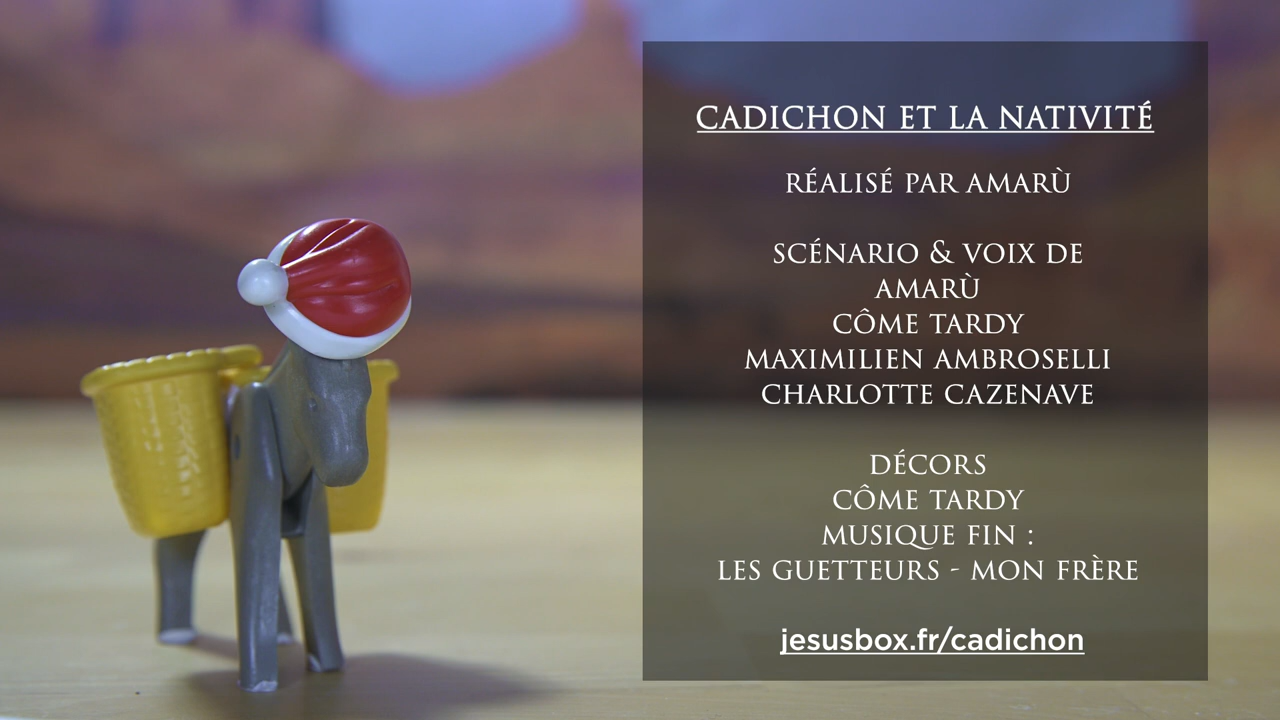 CADICHON ET LA NATIVITÉ
RÉALISÉ PAR AMARÙ
SCÉNARIO & VOIX DE
AMARÙ
CÔME TARDY
MAXIMILIEN AMBROSELLI
CHARLOTTE CAZENAVE
DÉCORS
CÔME TARDY
MUSIQUE FIN :
LES GUETTEURS - MON FRÈRE
jesusbox.fr/cadichon